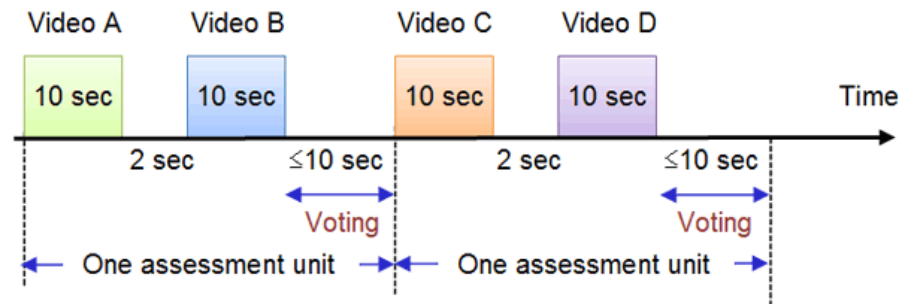 Video A Video B Video C Video D
10 sec 10 sec 10 sec 10 sec
Time
2 sec ≤10 sec 2 sec ≤10 sec
Voting Voting
One assessment unit One assessment unit